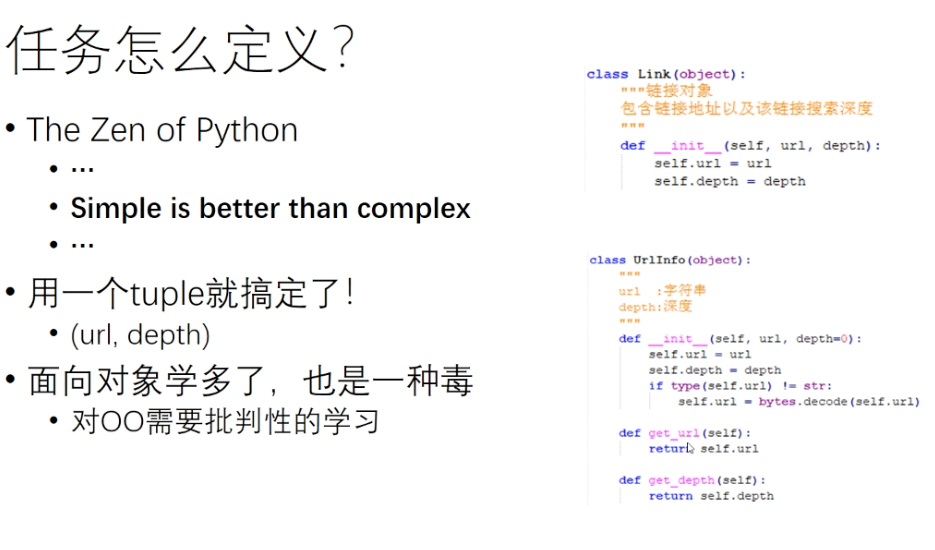 任务怎么定义?
• The Zen of Python
• …
• Simple is better than complex
• …
• 用一个tuple就搞定了!
• (url, depth)
• 面向对象学多了，也是一种毒
• 对OO需要批判性的学习
class Link(object):
"""链接对象
包含链接地址以及该链接搜索深度
"""
def __init__(self, url, depth):
self.url = url
self.depth = depth
class UrlInfo(object):
"""
url :字符串
depth:深度
"""
def __init__(self, url, depth=0):
self.url = url
self.depth = depth
if type(self.url) != str:
self.url = bytes.decode(self.url)
def get_url(self):
return self.url
def get_depth(self):
return self.depth